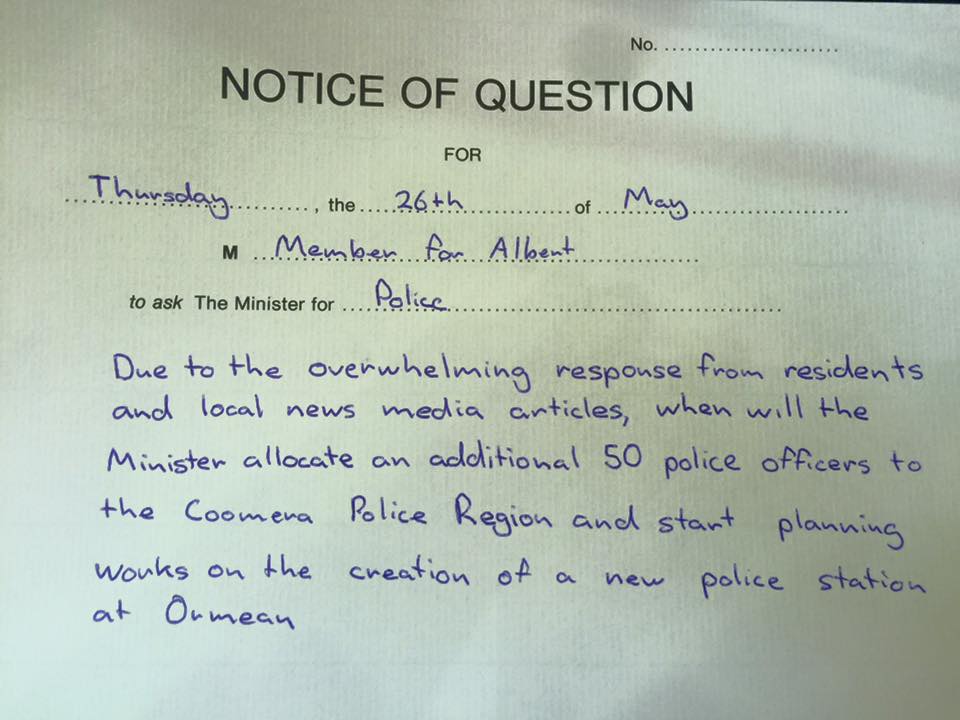 No. ............................
NOTICE OF QUESTION
FOR
Thursday, the 26th of May
M Member for Albert
to ask The Minister for Police
Due to the overwhelming response from residents
and local news media articles, when will the
Minister allocate an additional 50 police officers to
the Coomera Police Region and start planning
works on the creation of a new police station
at Ormeau